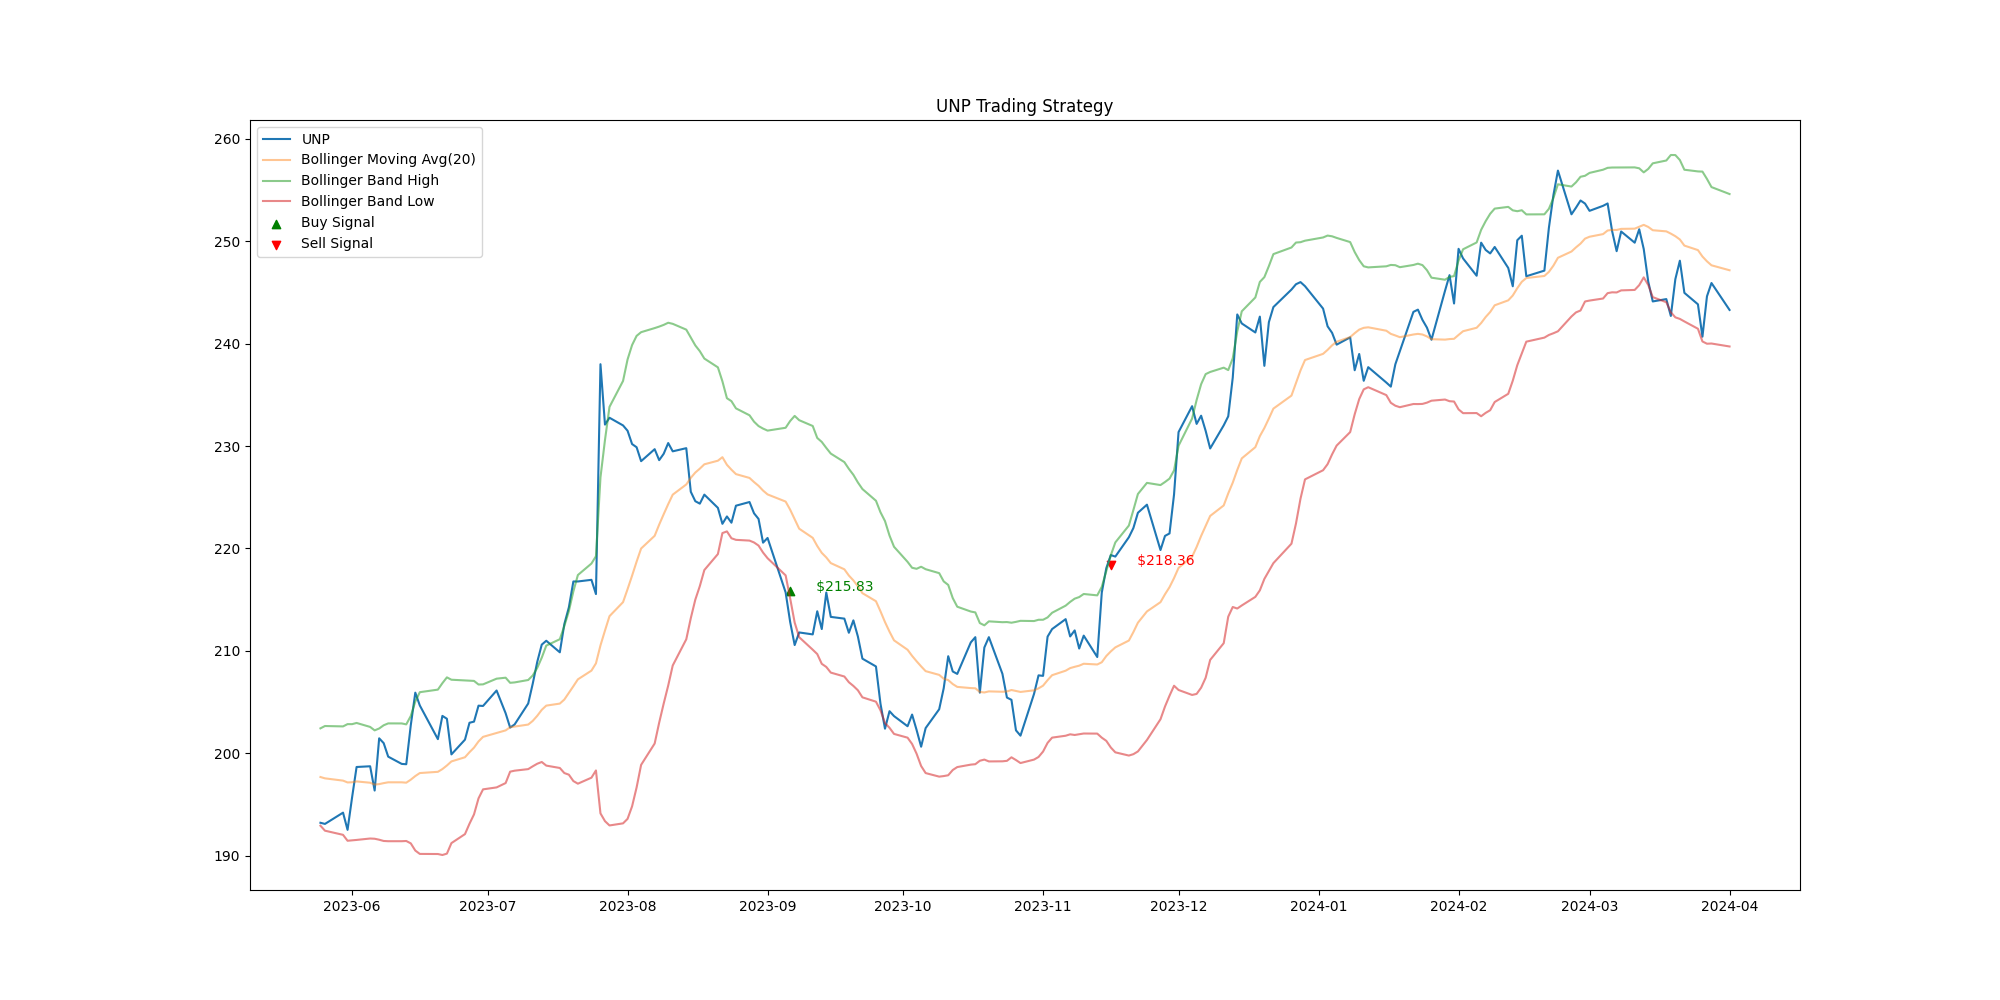 UNP Trading Strategy
UNP
Bollinger Moving Avg(20)
Bollinger Band High
Bollinger Band Low
Buy Signal
Sell Signal
260
250
240
230
220
210
200
190
$215.83
$218.36
2023-06 2023-07 2023-08 2023-09 2023-10 2023-11 2023-12 2024-01 2024-02 2024-03 2024-04